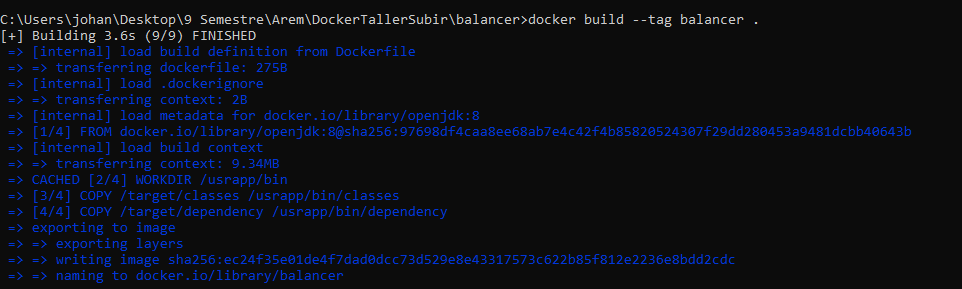 C:\Users\johan\Desktop\9 Semestre\Arem\DockerTallerSubir\balancer>docker build --tag balancer .
[+] Building 3.6s (9/9) FINISHED
=> [internal] load build definition from Dockerfile
=> => transferring dockerfile: 275B
=> [internal] load .dockerignore
=> => transferring context: 2B
=> [internal] load metadata for docker.io/library/openjdk:8
=> [1/4] FROM docker.io/library/openjdk:8@sha256:97698df4caa8ee68ab7e4c42f4b85820524307f29dd280453a9481dcbb40643b
=> [internal] load build context
=> => transferring context: 9.34MB
=> CACHED [2/4] WORKDIR /usrapp/bin
=> [3/4] COPY /target/classes /usrapp/bin/classes
=> [4/4] COPY /target/dependency /usrapp/bin/dependency
=> exporting to image
=> => exporting layers
=> => writing image sha256:ec24f35e01de4f7dad0dcc73d529e8e43317573c622b85f812e2236e8bdd2cdc
=> => naming to docker.io/library/balancer